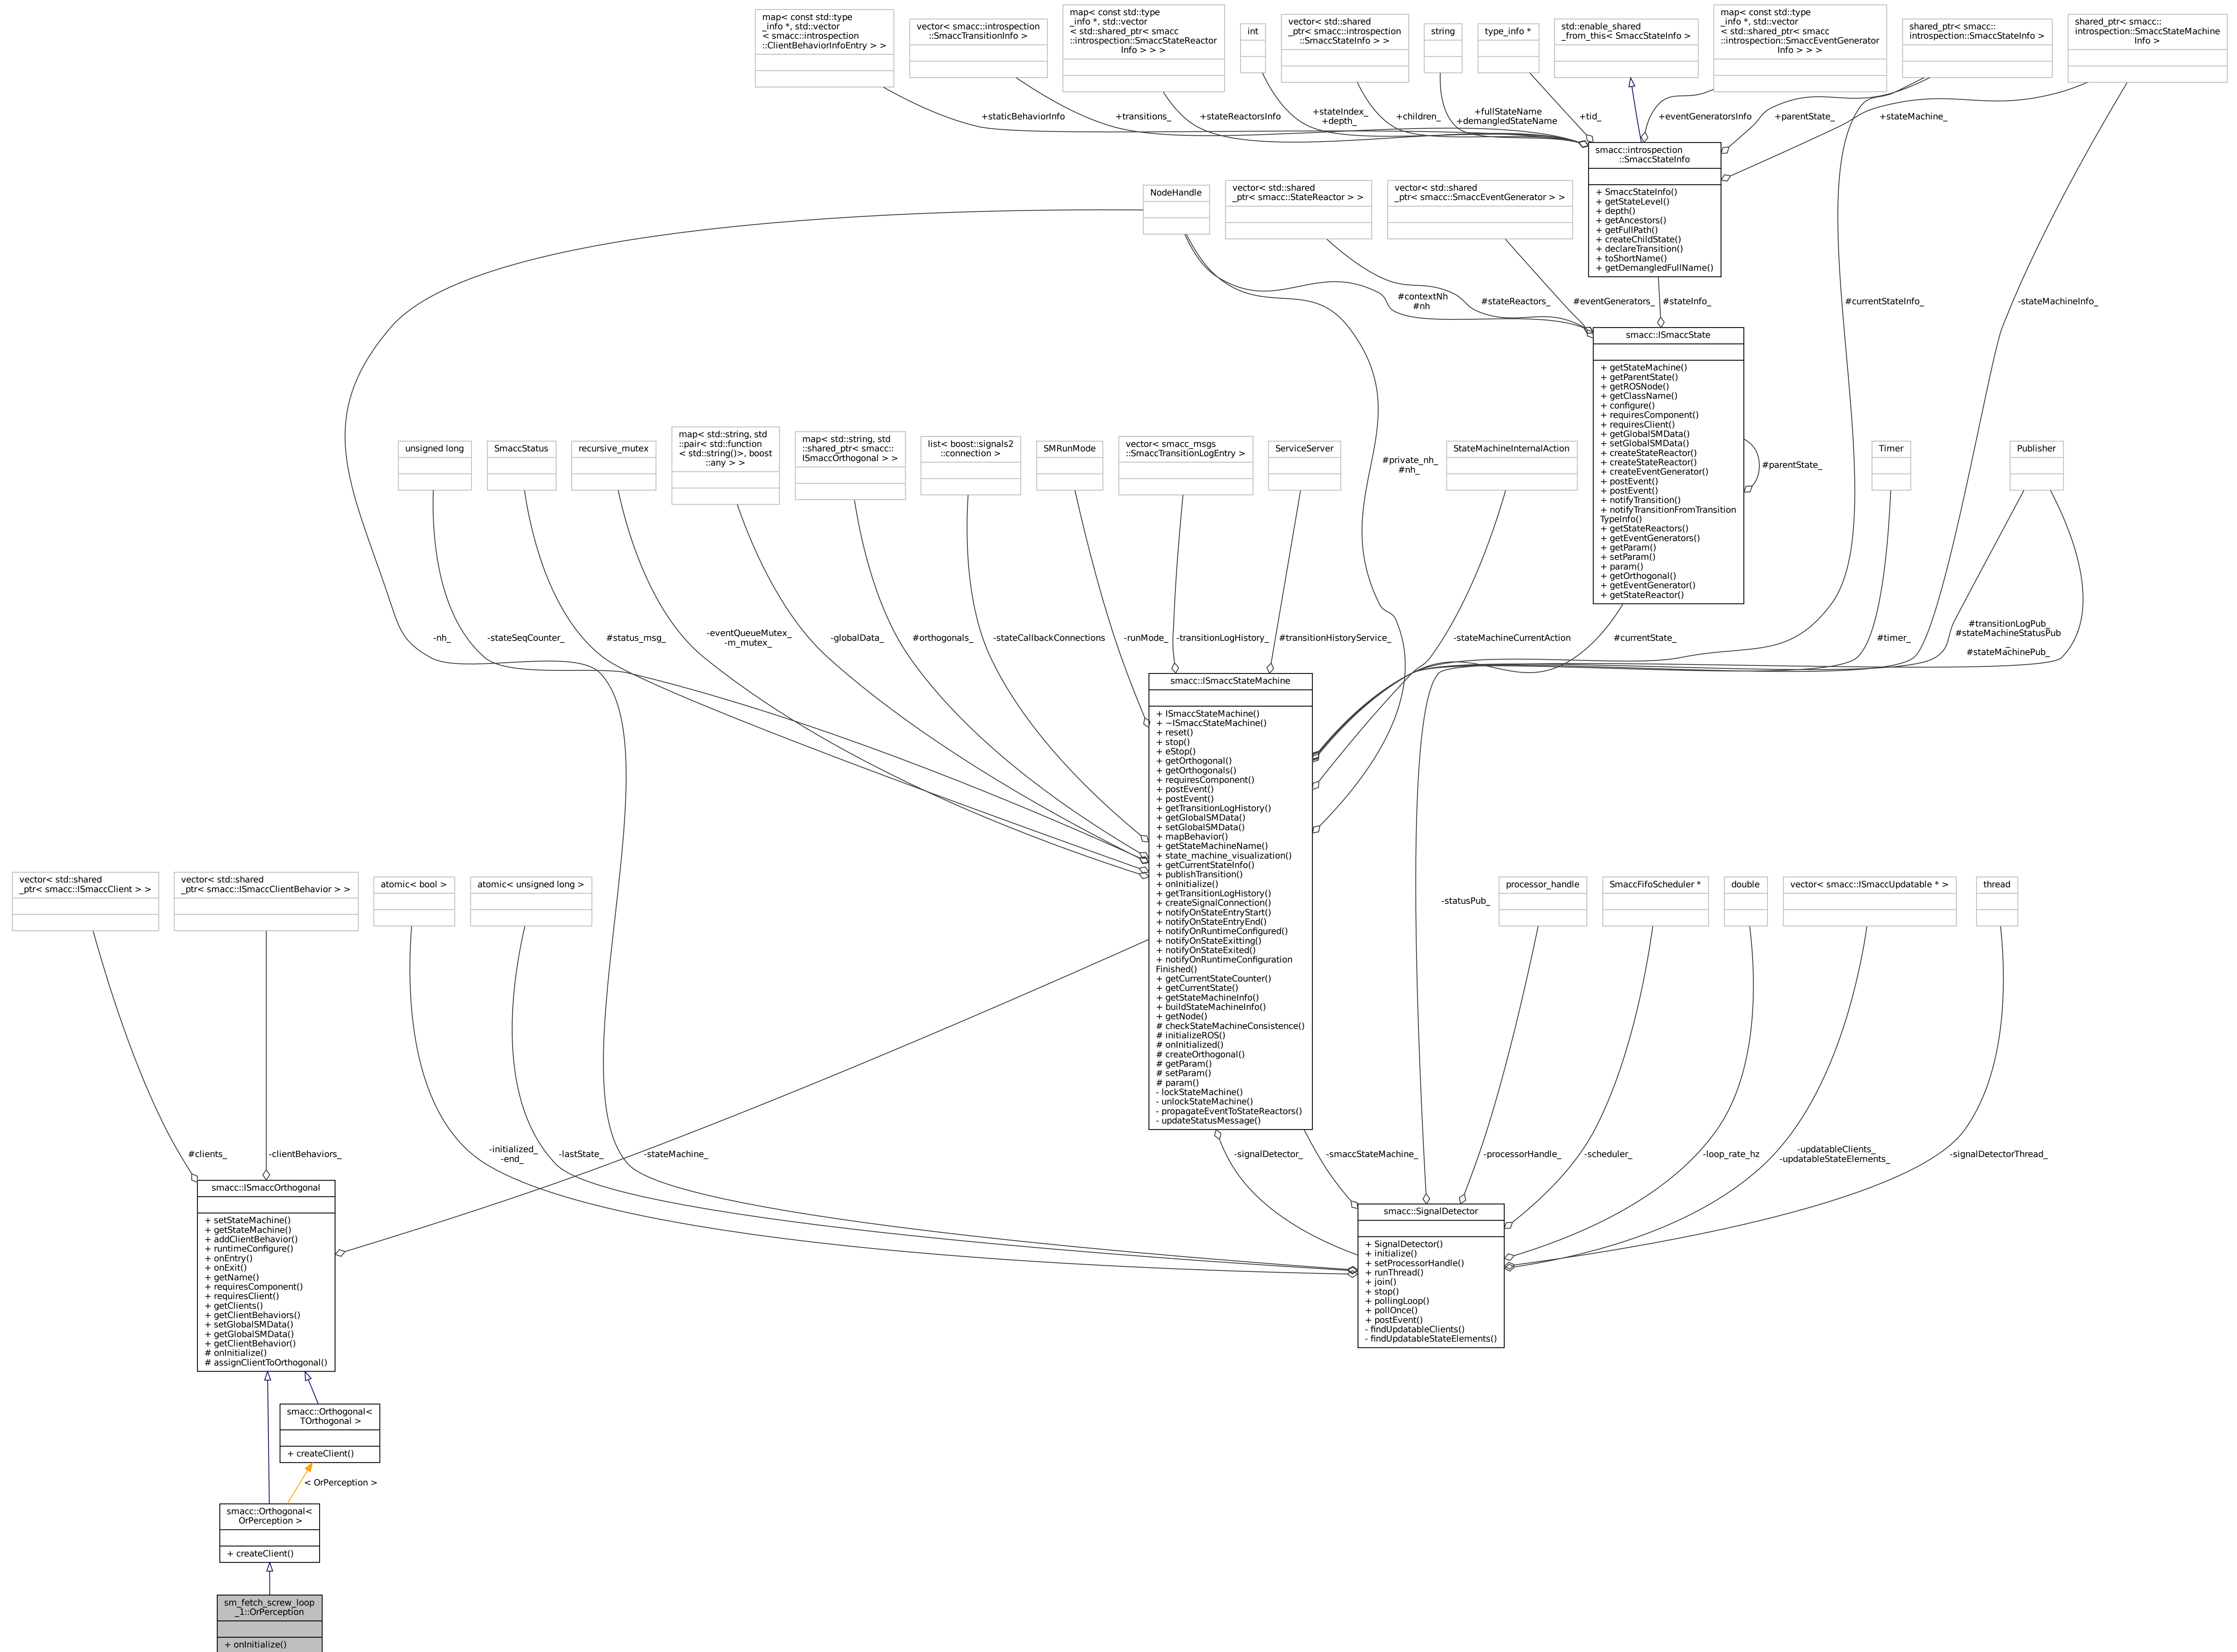 map< const std::type
_info *, std::vector
< smacc::introspection
::ClientBehaviorInfoEntry > >
vector< smacc::introspection
::SmaccTransitionInfo >
map< const std::type
_info *, std::vector
< std::shared_ptr< smacc
::introspection::SmaccStateReactor
Info > > >
int
vector< std::shared
_ptr< smacc::introspection
::SmaccStateInfo > >
string
type_info *
std::enable_shared
_from_this< SmaccStateInfo >
map< const std::type
_info *, std::vector
< std::shared_ptr< smacc
::introspection::SmaccEventGenerator
Info > > >
shared_ptr< smacc::
introspection::SmaccStateInfo >
shared_ptr< smacc::
introspection::SmaccStateMachine
Info >
+staticBehaviorInfo
+transitions_
+stateReactorsInfo
+stateIndex_
+depth_
+children_
+fullStateName
+demangledStateName
+tid_
+eventGeneratorsInfo
+parentState_
+stateMachine_
smacc::introspection
::SmaccStateInfo
+ SmaccStateInfo()
+ getStateLevel()
+ depth()
+ getAncestors()
+ getFullPath()
+ createChildState()
+ declareTransition()
+ toShortName()
+ getDemangledFullName()
NodeHandle
vector< std::shared
_ptr< smacc::StateReactor > >
vector< std::shared
_ptr< smacc::SmaccEventGenerator > >
#contextNh
#nh
#stateReactors_
#eventGenerators_
#stateInfo_
#currentStateInfo_
-stateMachineInfo_
smacc::ISmaccState
+ getStateMachine()
+ getParentState()
+ getROSNode()
+ getClassName()
+ configure()
+ requiresComponent()
+ requiresClient()
+ getGlobalSMData()
+ setGlobalSMData()
+ createStateReactor()
+ createStateReactor()
+ createEventGenerator()
+ postEvent()
+ postEvent()
+ notifyTransition()
+ notifyTransitionFromTransition
TypeInfo()
+ getStateReactors()
+ getEventGenerators()
+ getParam()
+ setParam()
+ param()
+ getOrthogonal()
+ getEventGenerator()
+ getStateReactor()
#parentState_
unsigned long
SmaccStatus
recursive_mutex
map< std::string, std
::pair< std::function
< std::string()>, boost
::any > >
map< std::string, std
::shared_ptr< smacc::
ISmaccOrthogonal > >
list< boost::signals2
::connection >
SMRunMode
vector< smacc_msgs
::SmaccTransitionLogEntry >
ServiceServer
#private_nh_
#nh_
StateMachineInternalAction
Timer
Publisher
-nh_
-stateSeqCounter_
#status_msg_
-eventQueueMutex_
-m_mutex_
-globalData_
#orthogonals_
-stateCallbackConnections
-runMode_
-transitionLogHistory_
#transitionHistoryService_
-stateMachineCurrentAction
#currentState_
#timer_
#transitionLogPub_
#stateMachineStatusPub
_
#stateMachinePub_
smacc::ISmaccStateMachine
+ ISmaccStateMachine()
+ ~ISmaccStateMachine()
+ reset()
+ stop()
+ eStop()
+ getOrthogonal()
+ getOrthogonals()
+ requiresComponent()
+ postEvent()
+ postEvent()
+ getTransitionLogHistory()
+ getGlobalSMData()
+ setGlobalSMData()
+ mapBehavior()
+ getStateMachineName()
+ state_machine_visualization()
+ getCurrentStateInfo()
+ publishTransition()
+ onInitialize()
+ getTransitionLogHistory()
+ createSignalConnection()
+ notifyOnStateEntryStart()
+ notifyOnStateEntryEnd()
+ notifyOnRuntimeConfigured()
+ notifyOnStateExitting()
+ notifyOnStateExited()
+ notifyOnRuntimeConfiguration
Finished()
+ getCurrentStateCounter()
+ getCurrentState()
+ getStateMachineInfo()
+ buildStateMachineInfo()
+ getNode()
# checkStateMachineConsistence()
# initializeROS()
# onInitialized()
# createOrthogonal()
# getParam()
# setParam()
# param()
- lockStateMachine()
- unlockStateMachine()
- propagateEventToStateReactors()
- updateStatusMessage()
vector< std::shared
_ptr< smacc::ISmaccClient > >
vector< std::shared
_ptr< smacc::ISmaccClientBehavior > >
atomic< bool >
atomic< unsigned long >
-statusPub_
processor_handle
SmaccFifoScheduler *
double
vector< smacc::ISmaccUpdatable * >
thread
#clients_
-clientBehaviors_
-initialized_
-end_
-lastState_
-stateMachine_
-signalDetector_
-smaccStateMachine_
-processorHandle_
-scheduler_
-loop_rate_hz
-updatableClients_
-updatableStateElements_
-signalDetectorThread_
smacc::ISmaccOrthogonal
+ setStateMachine()
+ getStateMachine()
+ addClientBehavior()
+ runtimeConfigure()
+ onEntry()
+ onExit()
+ getName()
+ requiresComponent()
+ requiresClient()
+ getClients()
+ getClientBehaviors()
+ setGlobalSMData()
+ getGlobalSMData()
+ getClientBehavior()
# onInitialize()
# assignClientToOrthogonal()
smacc::SignalDetector
+ SignalDetector()
+ initialize()
+ setProcessorHandle()
+ runThread()
+ join()
+ stop()
+ pollingLoop()
+ pollOnce()
+ postEvent()
- findUpdatableClients()
- findUpdatableStateElements()
smacc::Orthogonal<
TOrthogonal >
+ createClient()
< OrPerception >
smacc::Orthogonal<
OrPerception >
+ createClient()
sm_fetch_screw_loop
_1::OrPerception
+ onInitialize()